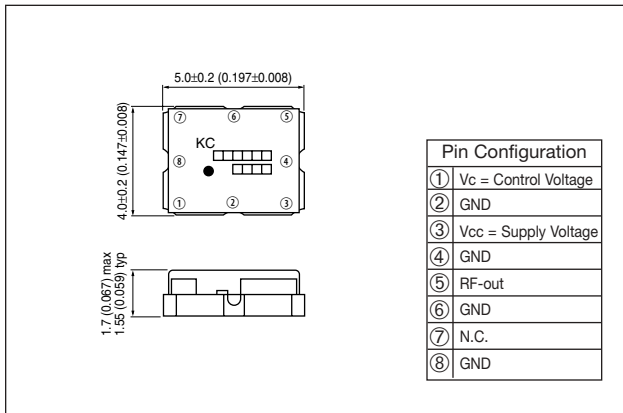 5.0±0.2 (0.197±0.008)
4.0±0.2 (0.147±0.008)
⑦ ⑥ ⑤
KC
⑧ ④
① ② ③
1.7 (0.067) max
1.55 (0.059) typ
Pin Configuration
① Vc = Control Voltage
② GND
③ Vcc = Supply Voltage
④ GND
⑤ RF-out
⑥ GND
⑦ N.C.
⑧ GND